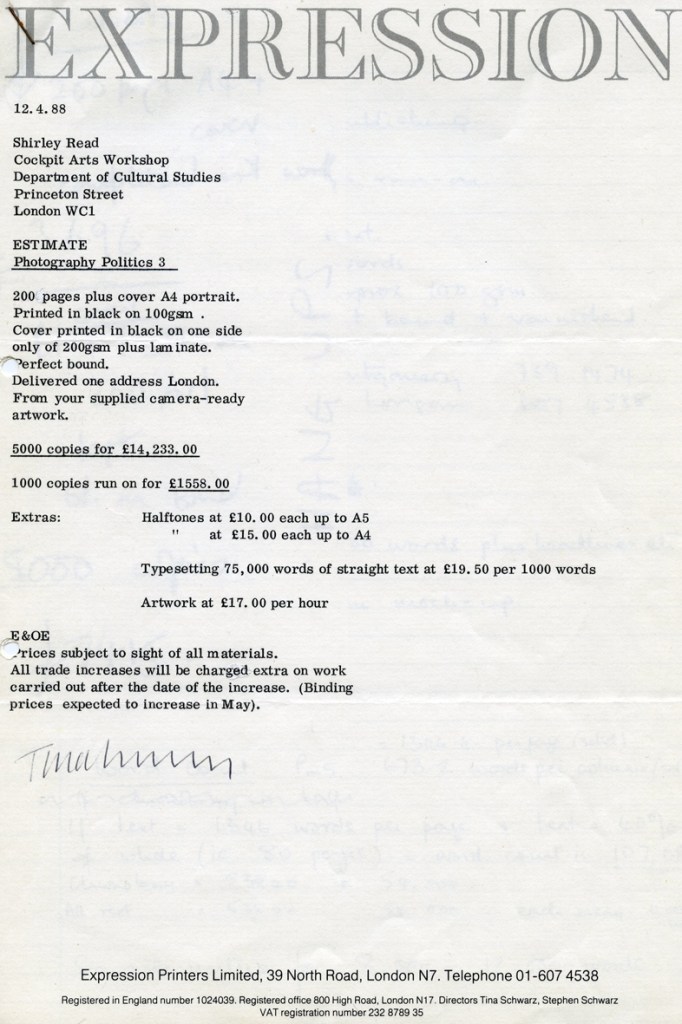 EXPRESSION
12.4.88
Shirley Read
Cockpit Arts Workshop
Department of Cultural Studies
Princeton Street
London WC1
ESTIMATE
Photography Politics 3
200 pages plus cover A4 portrait.
Printed in black on 100gsm .
Cover printed in black on one side
only of 200gsm plus laminate.
Perfect bound.
Delivered one address London.
From your supplied camera-ready
artwork.
5000 copies for £14,233.00
1000 copies run on for £1558.00
Extras: Halftones at £10.00 each up to A5
" at £15.00 each up to A4
Typesetting 75,000 words of straight text at £19.50 per 1000 words
Artwork at £17.00 per hour
E&OE
Prices subject to sight of all materials.
All trade increases will be charged extra on work
carried out after the date of the increase. (Binding
prices expected to increase in May).
Expression Printers Limited, 39 North Road, London N7. Telephone 01-607 4538
Registered in England number 1024039. Registered office 800 High Road, London N17. Directors Tina Schwarz, Stephen Schwarz
VAT registration number 232 8789 35